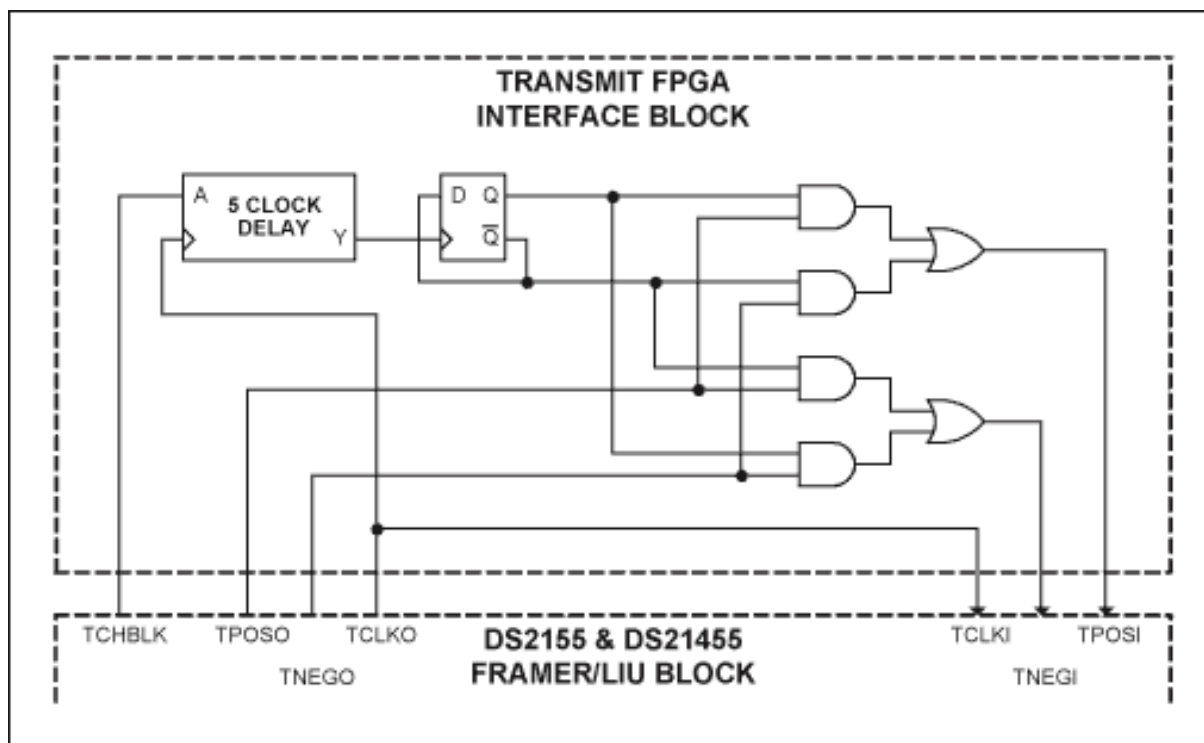 TRANSMIT FPGA
INTERFACE BLOCK
A
5 CLOCK
DELAY
Y
D Q
Q̅
TCHBLK
TPOSO
TNEGO
TCLKO
DS2155 & DS21455
FRAMER/LIU BLOCK
TCLKI
TNEGI
TPOSI